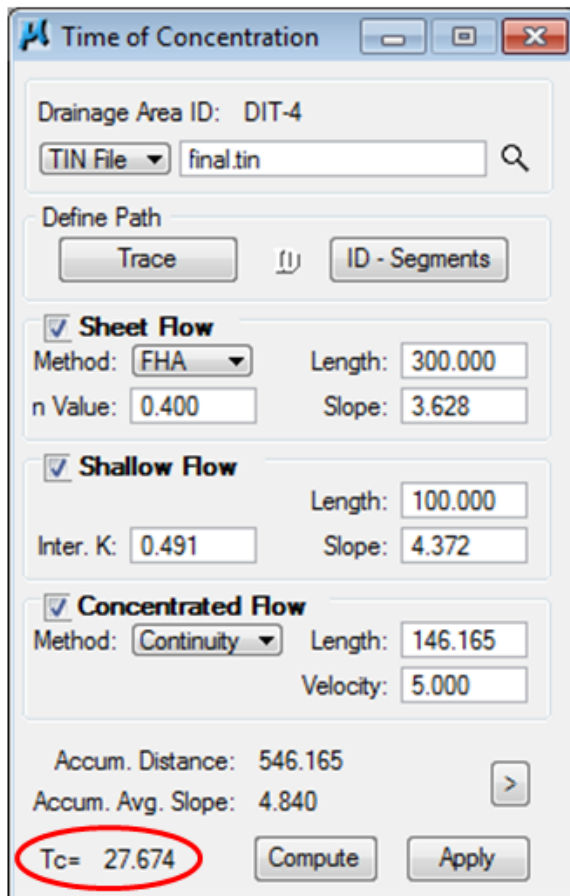 Time of Concentration
Drainage Area ID: DIT-4
TIN File final.tin
Define Path
Trace ID - Segments
Sheet Flow
Method: FHA Length: 300.000
n Value: 0.400 Slope: 3.628
Shallow Flow
Length: 100.000
Inter. K: 0.491 Slope: 4.372
Concentrated Flow
Method: Continuity Length: 146.165
Velocity: 5.000
Accum. Distance: 546.165
Accum. Avg. Slope: 4.840
>
Tc= 27.674 Compute Apply